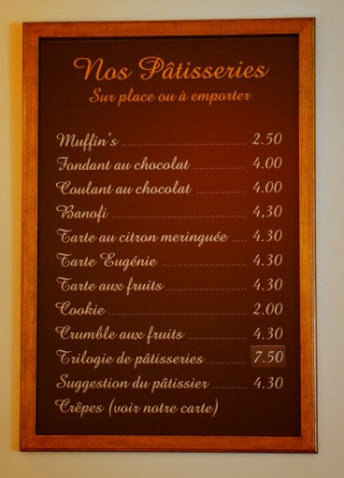 Nos Pâtisseries
Sur place ou à emporter
Muffin's 2.50
Fondant au chocolat 4.00
Coulant au chocolat 4.00
Banofi 4,30
Tarte au citron meringuée 4.30
Tarte Eugénie 4.30
Tarte aux fruits 4.30
Cookie 2.00
Crumble aux fruits 4.30
Trilogie de pâtisseries 7.50
Suggestion du pâtissier 4.30
Crêpes (voir notre carte)